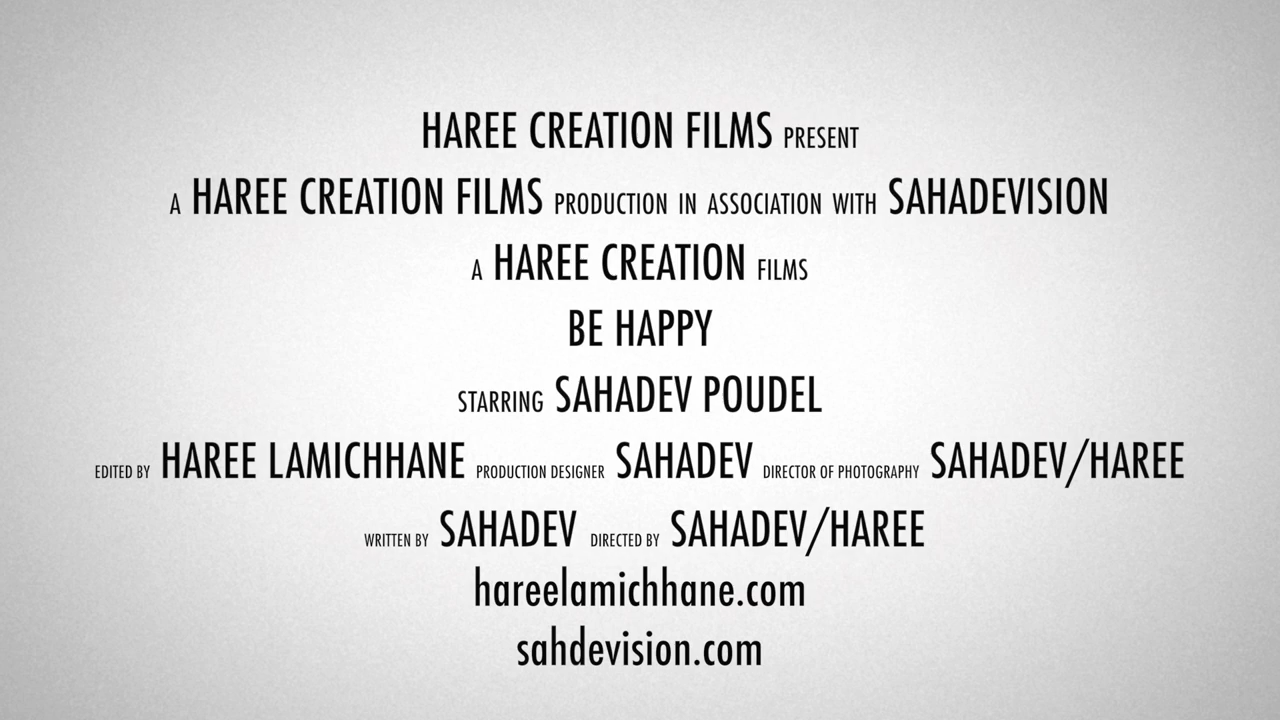 HAREE CREATION FILMS PRESENT
A HAREE CREATION FILMS PRODUCTION IN ASSOCIATION WITH SAHADEVISION
A HAREE CREATION FILMS
BE HAPPY
STARRING SAHADEV POUDEL
EDITED BY HAREE LAMICHHANE PRODUCTION DESIGNER SAHADEV DIRECTOR OF PHOTOGRAPHY SAHADEV/HAREE
WRITTEN BY SAHADEV DIRECTED BY SAHADEV/HAREE
hareelamichhane.com
sahdevision.com